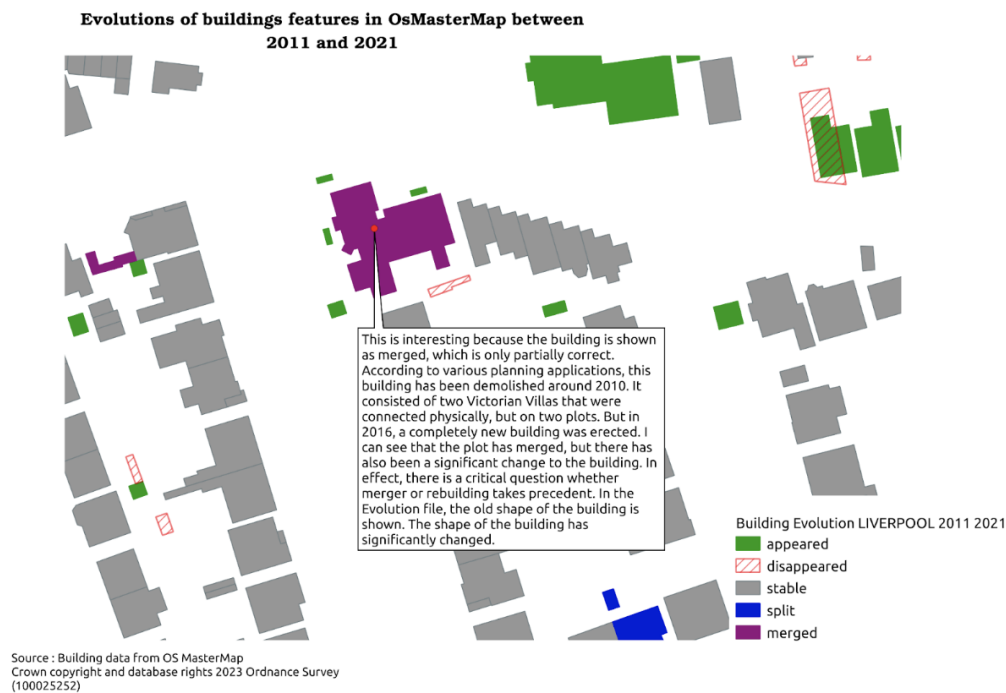 Evolutions of buildings features in OsMasterMap between
2011 and 2021
This is interesting because the building is shown
as merged, which is only partially correct.
According to various planning applications, this
building has been demolished around 2010. It
consisted of two Victorian Villas that were
connected physically, but on two plots. But in
2016, a completely new building was erected. I
can see that the plot has merged, but there has
also been a significant change to the building. In
effect, there is a critical question whether
merger or rebuilding takes precedent. In the
Evolution file, the old shape of the building is
shown. The shape of the building has
significantly changed.
Building Evolution LIVERPOOL 2011 2021
appeared
disappeared
stable
split
merged
Source : Building data from OS MasterMap
Crown copyright and database rights 2023 Ordnance Survey
(100025252)